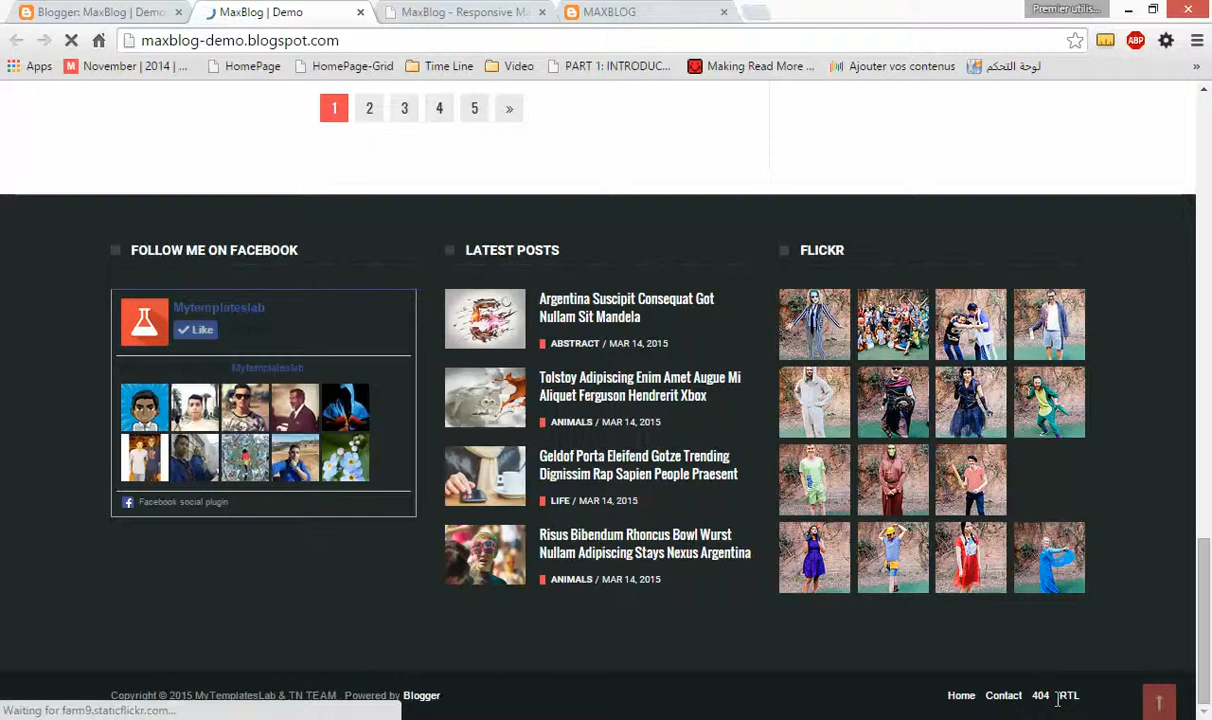 Blogger: MaxBlog | Demo
MaxBlog | Demo
MaxBlog - Responsive Ma
MAXBLOG
Premier utilis...
maxblog-demo.blogspot.com
ABP
Apps
November | 2014 | ...
HomePage
HomePage-Grid
Time Line
Video
PART 1: INTRODUC...
Making Read More ...
Ajouter vos contenus
لوحة التحكم
»
1 2 3 4 5 »
FOLLOW ME ON FACEBOOK
Mytemplateslab
Like
Mytemplateslab
Facebook social plugin
LATEST POSTS
Argentina Suscipit Consequat Got
Nullam Sit Mandela
ABSTRACT / MAR 14, 2015
Tolstoy Adipiscing Enim Amet Augue Mi
Aliquet Ferguson Hendrerit Xbox
ANIMALS / MAR 14, 2015
Geldof Porta Eleifend Gotze Trending
Dignissim Rap Sapien People Praesent
LIFE / MAR 14, 2015
Risus Bibendum Rhoncus Bowl Wurst
Nullam Adipiscing Stays Nexus Argentina
ANIMALS / MAR 14, 2015
FLICKR
Copyright © 2015 MyTemplatesLab & TN TEAM . Powered by Blogger
Home Contact 404 RTL
Waiting for farm9.staticflickr.com...